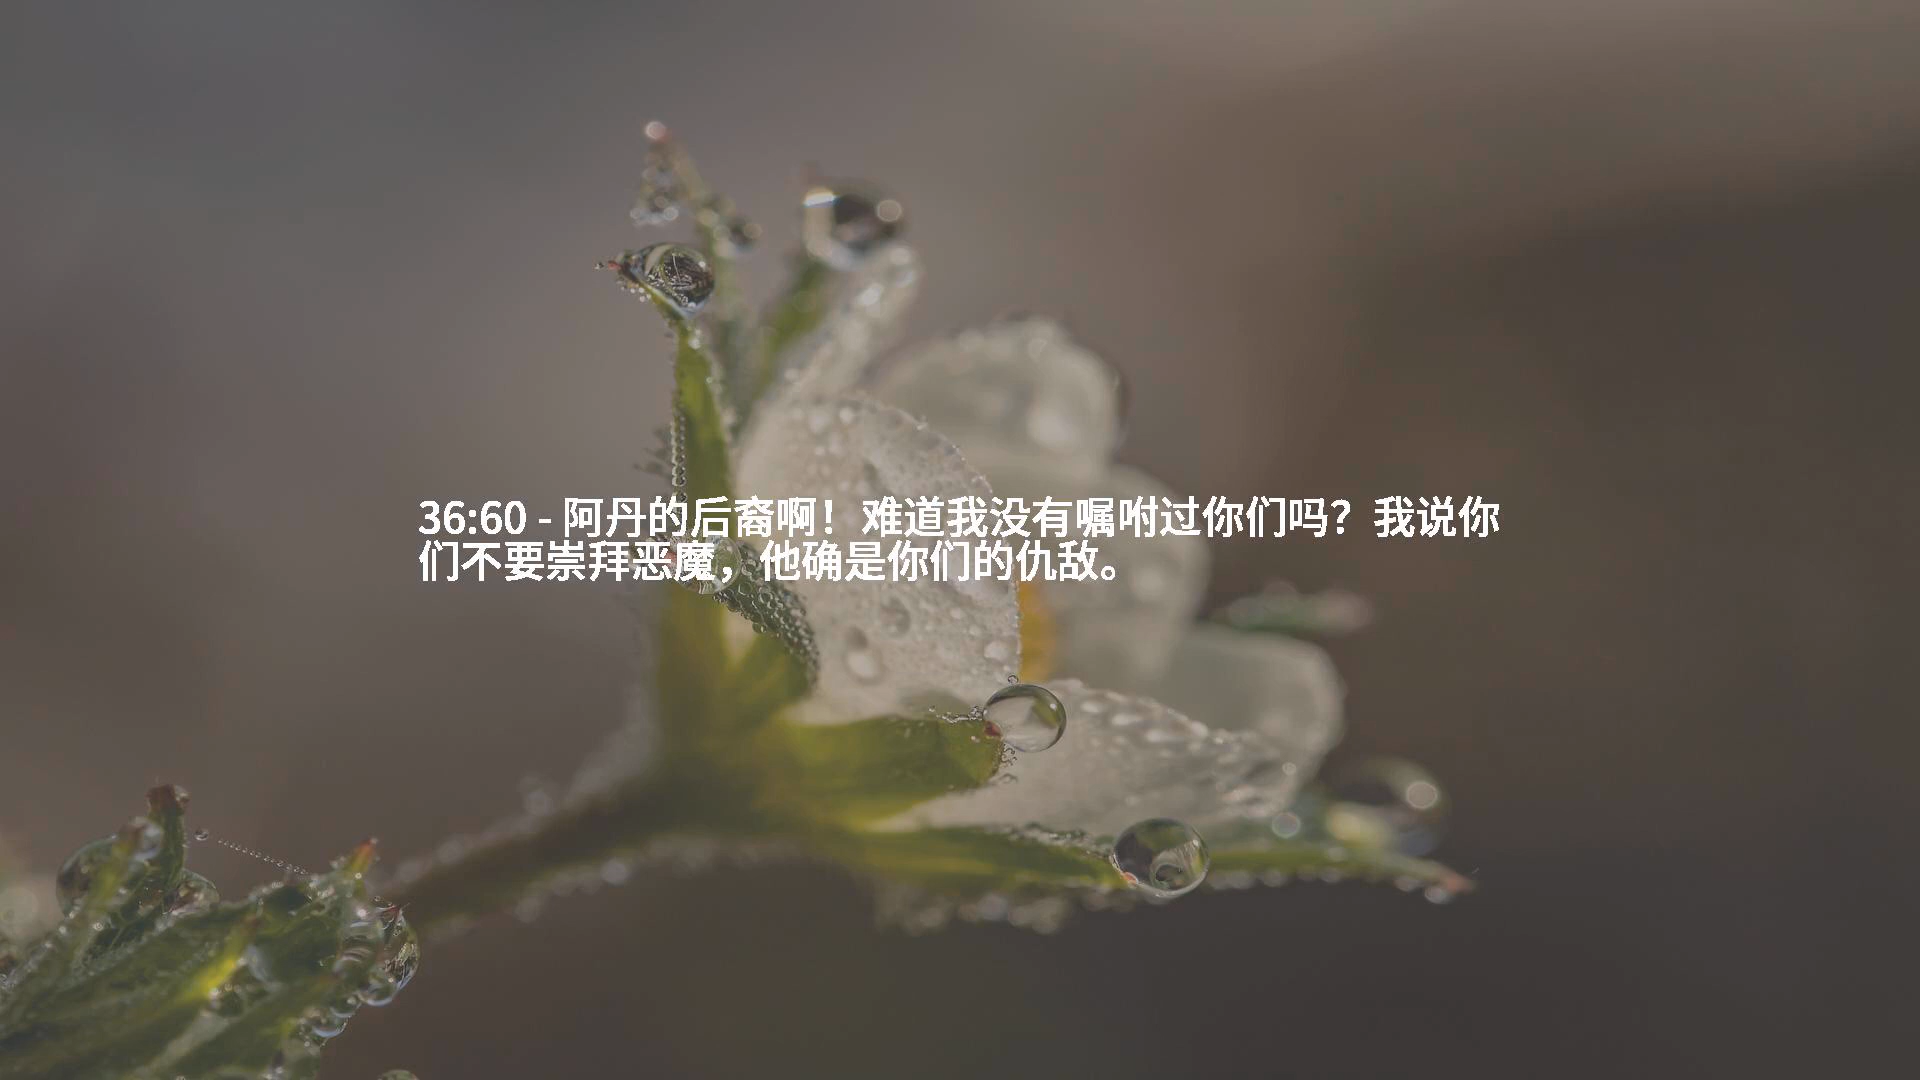 36:60 - 阿丹的后裔啊！难道我没有嘱咐过你们吗？我说你
们不要崇拜恶魔，他确是你们的仇敌。